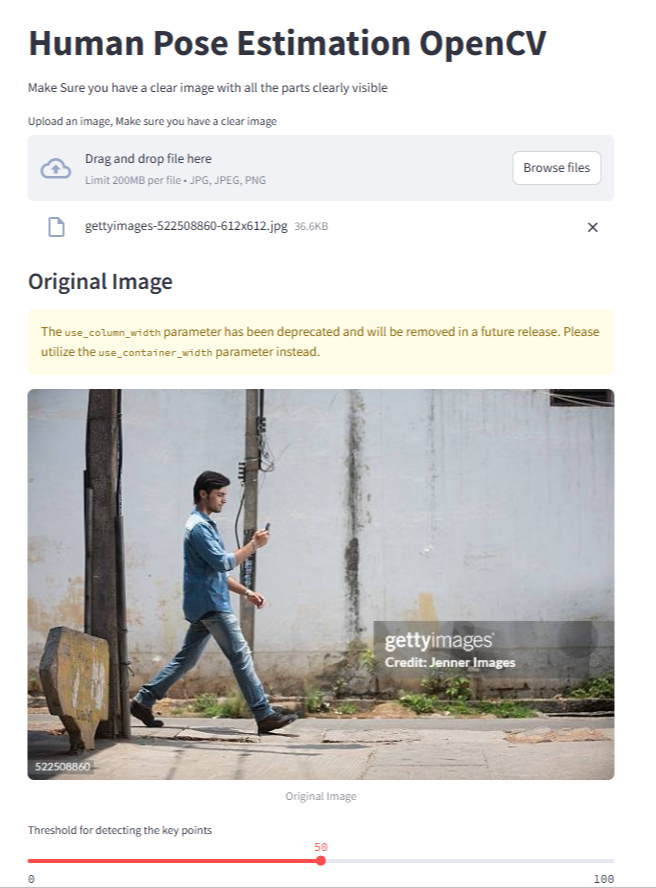 Human Pose Estimation OpenCV
Make Sure you have a clear image with all the parts clearly visible
Upload an image, Make sure you have a clear image
Drag and drop file here
Limit 200MB per file • JPG, JPEG, PNG
Browse files
gettyimages-522508860-612x612.jpg 36.6KB
Original Image
The use_column_width parameter has been deprecated and will be removed in a future release. Please
utilize the use_container_width parameter instead.
gettyimages®
Credit: Jenner Images
522508860
Original Image
Threshold for detecting the key points
50
0 100